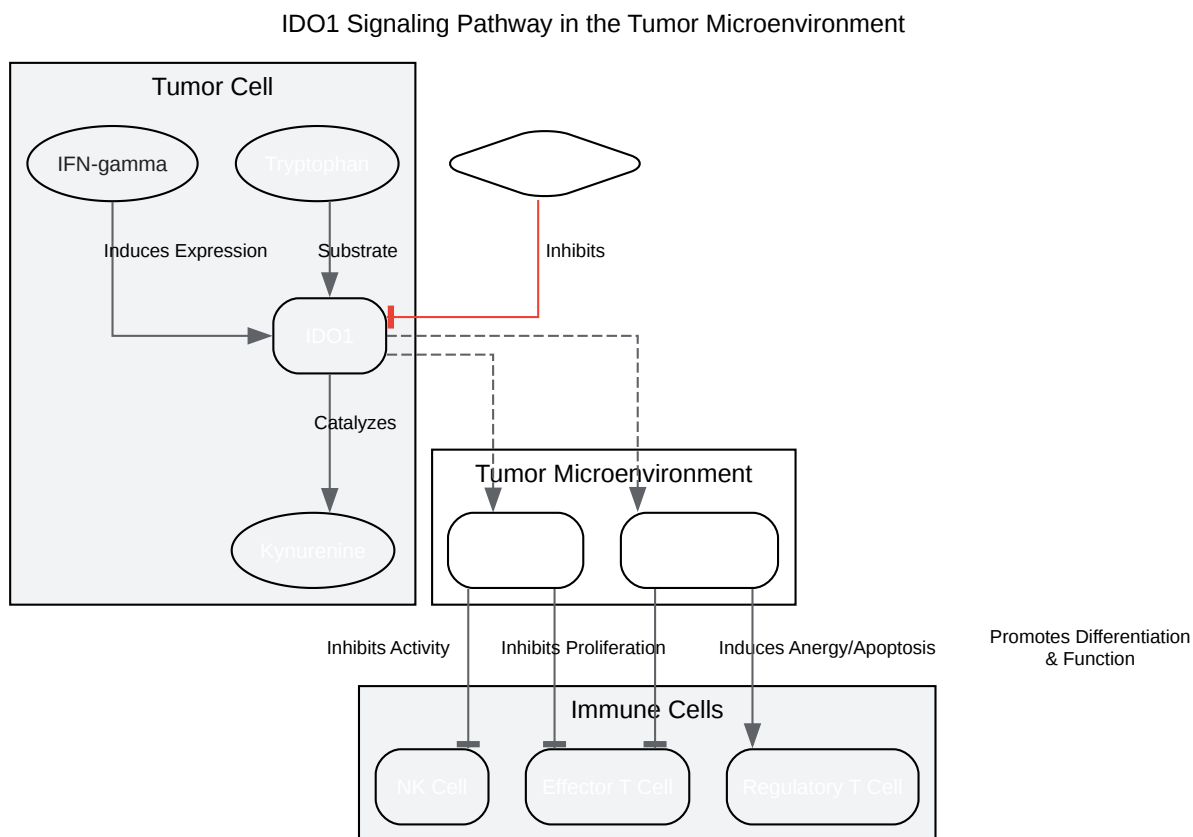 IDO1 Signaling Pathway in the Tumor Microenvironment
Tumor Cell
IFN-gamma
Tryptophan
Induces Expression
Substrate
Inhibits
IDO1
Catalyzes
Tumor Microenvironment
Kynurenine
Inhibits Activity
Inhibits Proliferation
Induces Anergy/Apoptosis
Promotes Differentiation
& Function
Immune Cells
NK Cell
Effector T Cell
Regulatory T Cell